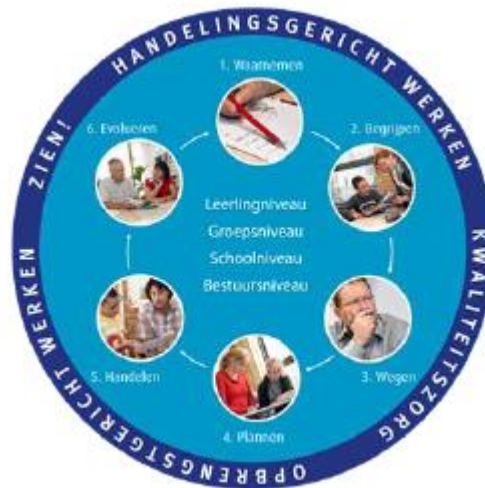 HANDELINGSGERICHT WERKEN
KWALITEITSZORG
OPBRENGSTGERICHT WERKEN
ZIEN!
1. Waarnemen
2. Begrijpen
3. Wegen
4. Plannen
5. Handelen
6. Evalueren
Leerlingniveau
Groepsniveau
Schoolniveau
Bestuursniveau